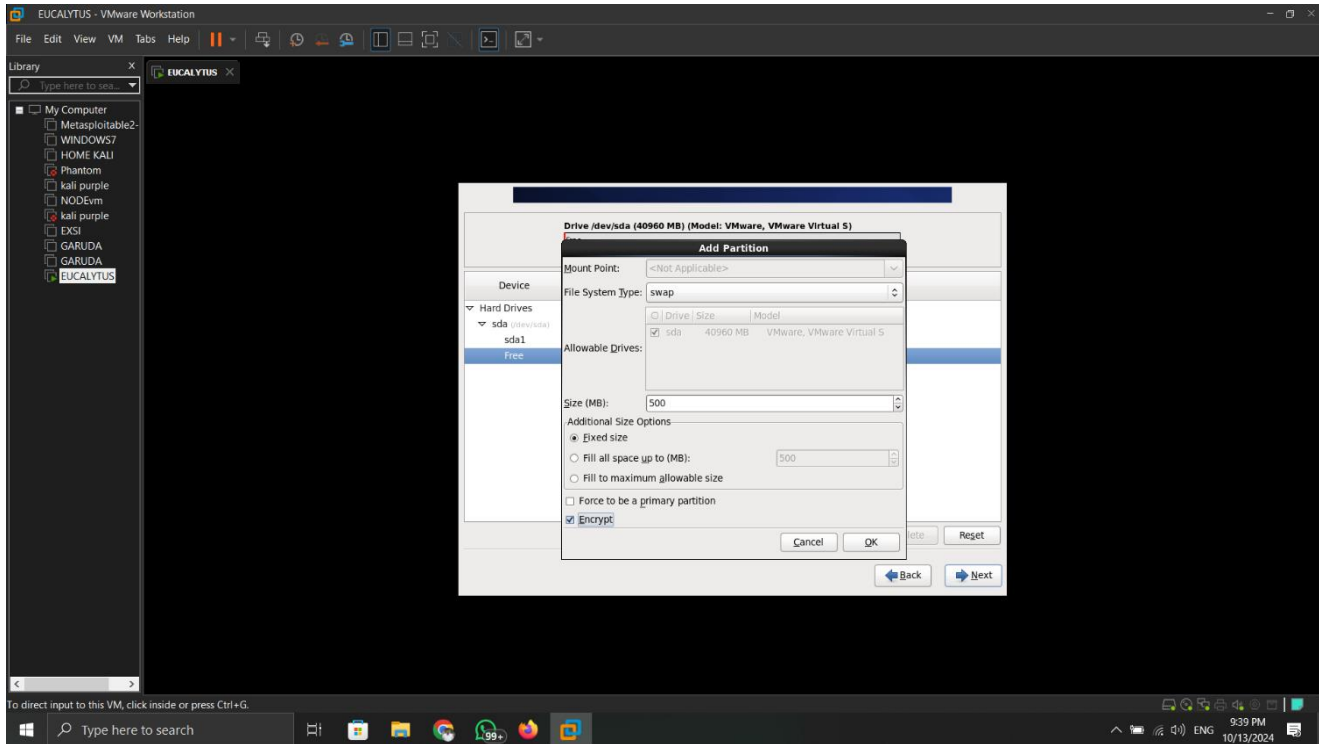 EUCALYTUS - VMware Workstation
File Edit View VM Tabs Help
Library X
Type here to sea...
EUCALYTUS
My Computer
Metasploitable2-
WINDOWS7
HOME KALI
Phantom
kali purple
NODEvm
kali purple
EXSI
GARUDA
GARUDA
EUCALYTUS
Drive /dev/sda (40960 MB) (Model: VMware, VMware Virtual S)
Add Partition
Mount Point: <Not Applicable>
File System Type: swap
Drive Size Model
sda 40960 MB VMware, VMware Virtual S
Allowable Drives:
Size (MB): 500
Additional Size Options
Fixed size
Fill all space up to (MB): 500
Fill to maximum allowable size
Force to be a primary partition
Encrypt
Cancel OK
Device
Hard Drives
sda (/dev/sda)
sda1
Free
lete Reset
Back Next
To direct input to this VM, click inside or press Ctrl+G.
Type here to search
99+
ENG
9:39 PM
10/13/2024